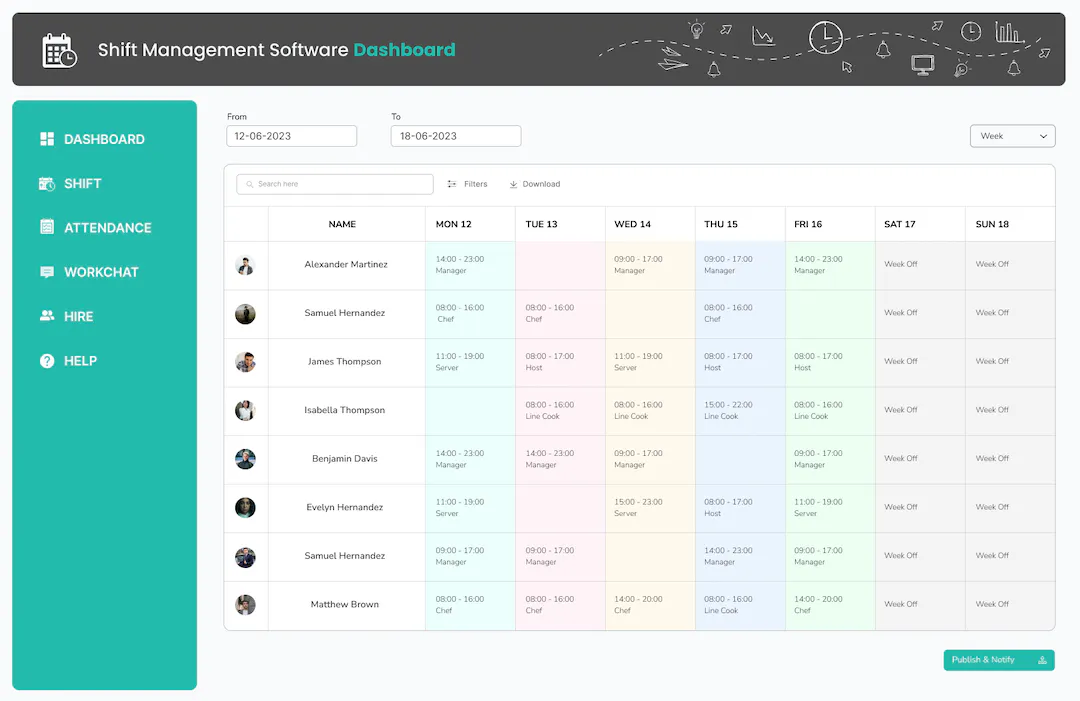 Shift Management Software Dashboard
DASHBOARD
SHIFT
ATTENDANCE
WORKCHAT
HIRE
HELP
From To
12-06-2023 18-06-2023 Week
Search here Filters Download
NAME MON 12 TUE 13 WED 14 THU 15 FRI 16 SAT 17 SUN 18
14:00 - 23:00 09:00 - 17:00 09:00 - 17:00 14:00 - 23:00
Alexander Martinez Week Off Week Off
Manager Manager Manager Manager
08:00 - 16:00 08:00 - 16:00 08:00 - 16:00
Samuel Hernandez Week Off Week Off
Chef Chef Chef
11:00 - 19:00 08:00 - 17:00 11:00 - 19:00 08:00 - 17:00 08:00 - 17:00
James Thompson Week Off Week Off
Server Host Server Host Host
08:00 - 16:00 08:00 - 16:00 15:00 - 22:00 08:00 - 16:00
Isabella Thompson Week Off Week Off
Line Cook Line Cook Line Cook Line Cook
14:00 - 23:00 14:00 - 23:00 09:00 - 17:00 09:00 - 17:00
Benjamin Davis Week Off Week Off
Manager Manager Manager Manager
11:00 - 19:00 15:00 - 23:00 08:00 - 17:00 11:00 - 19:00
Evelyn Hernandez Week Off Week Off
Server Server Host Server
09:00 - 17:00 09:00 - 17:00 14:00 - 23:00 09:00 - 17:00
Samuel Hernandez Week Off Week Off
Manager Manager Manager Manager
08:00 - 16:00 08:00 - 16:00 14:00 - 20:00 08:00 - 16:00 14:00 - 20:00
Matthew Brown Week Off Week Off
Chef Chef Chef Line Cook Chef
Publish & Notify